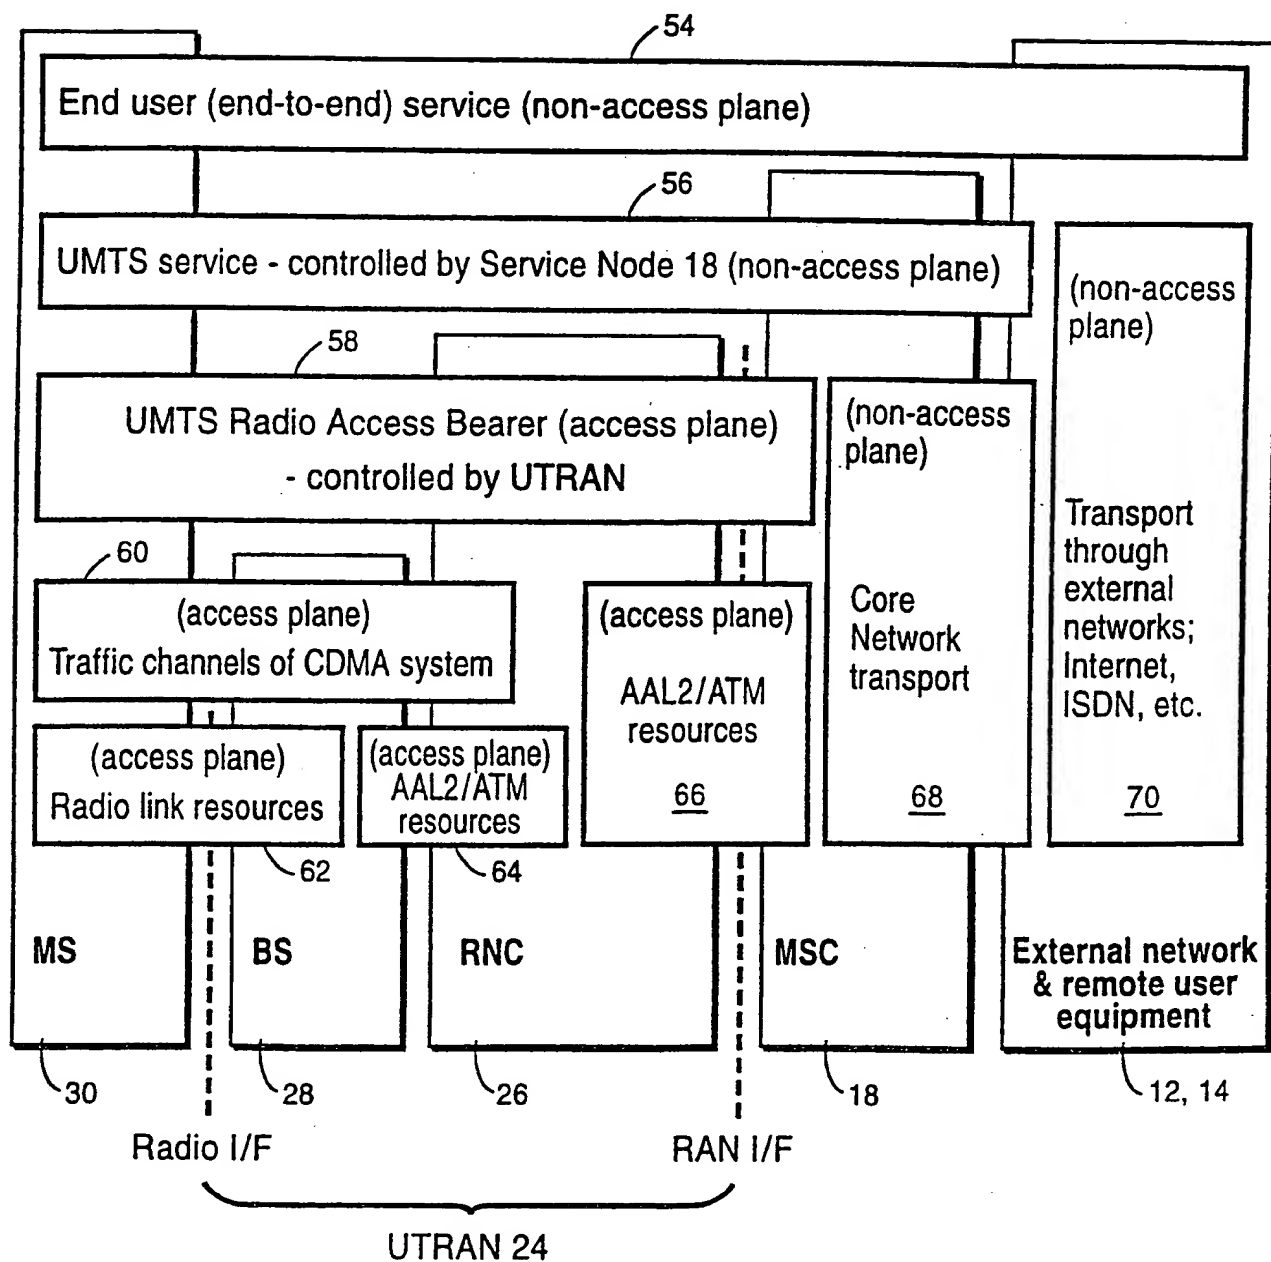 54
End user (end-to-end) service (non-access plane)
56
UMTS service - controlled by Service Node 18 (non-access plane)
(non-access
plane)
58
UMTS Radio Access Bearer (access plane)
- controlled by UTRAN
(non-access
plane)
Transport
through
external
networks;
Internet,
ISDN, etc.
60
(access plane)
Traffic channels of CDMA system
(access plane)
AAL2/ATM
resources
66
Core
Network
transport
68
70
(access plane)
Radio link resources
(access plane)
AAL2/ATM
resources
62
64
MS
BS
RNC
MSC
External network
& remote user
equipment
30
28
26
18
12, 14
Radio I/F
RAN I/F
UTRAN 24